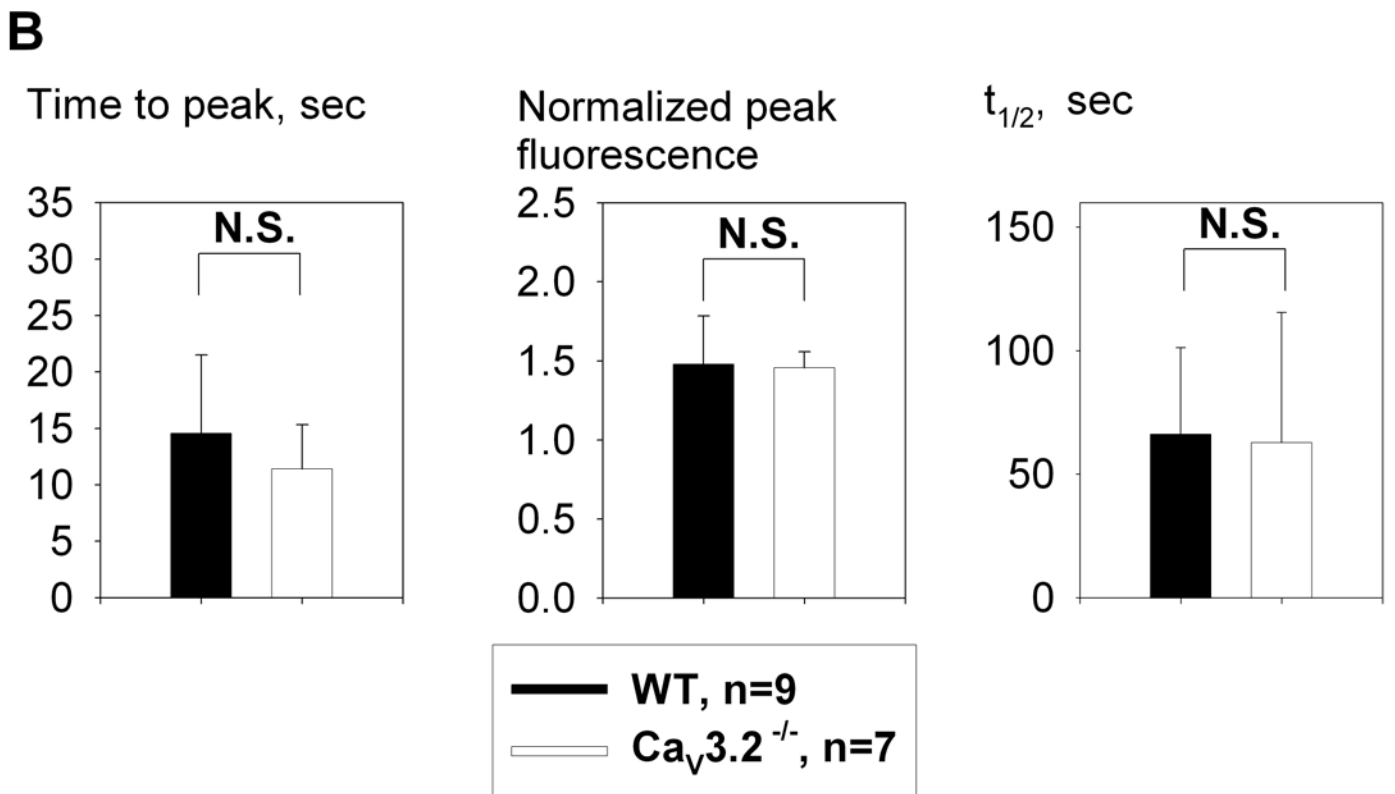 B
Time to peak, sec
35
30
25
20
15
10
5
0
N.S.
Normalized peak
fluorescence
2.5
2.0
1.5
1.0
0.5
0.0
N.S.
t1/2, sec
150
100
50
0
N.S.
WT, n=9
CaV3.2 -/-, n=7